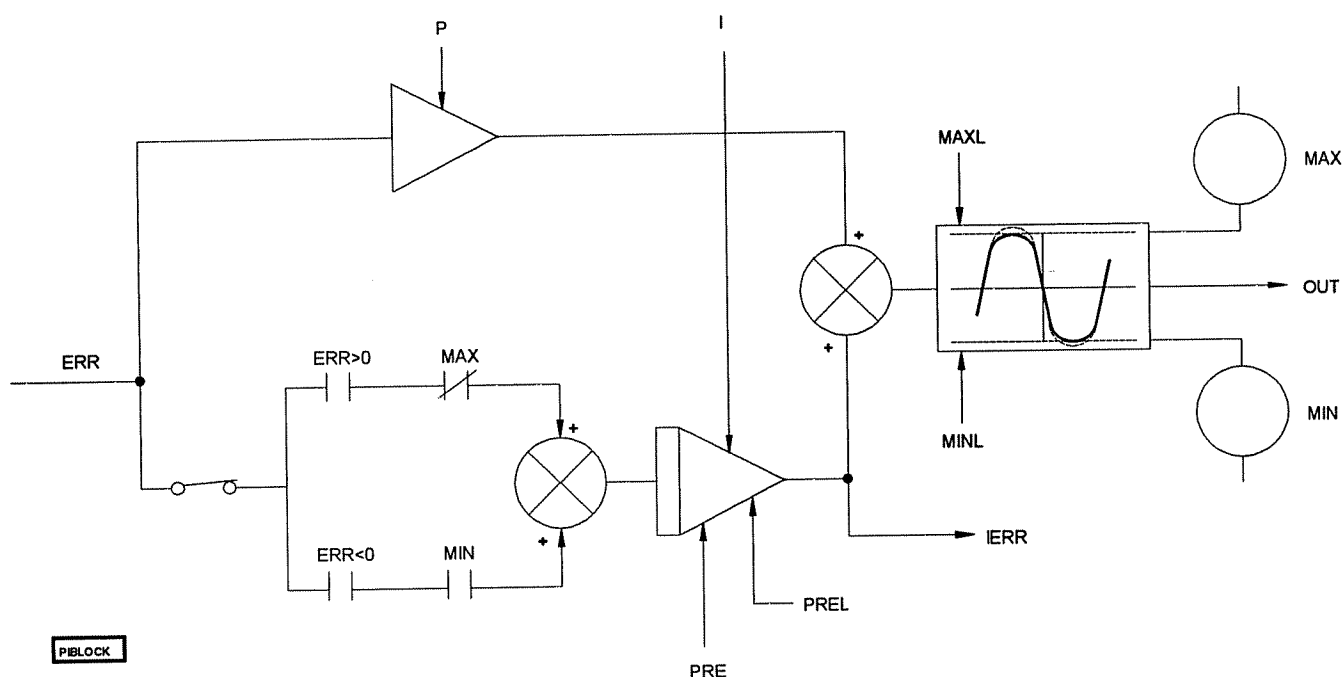 P
I
MAXL
MAX
ERR
ERR>0
MAX
+
+
OUT
+
MINL
MIN
ERR<0
MIN
+
IERR
PREL
PRE
PIBLOCK